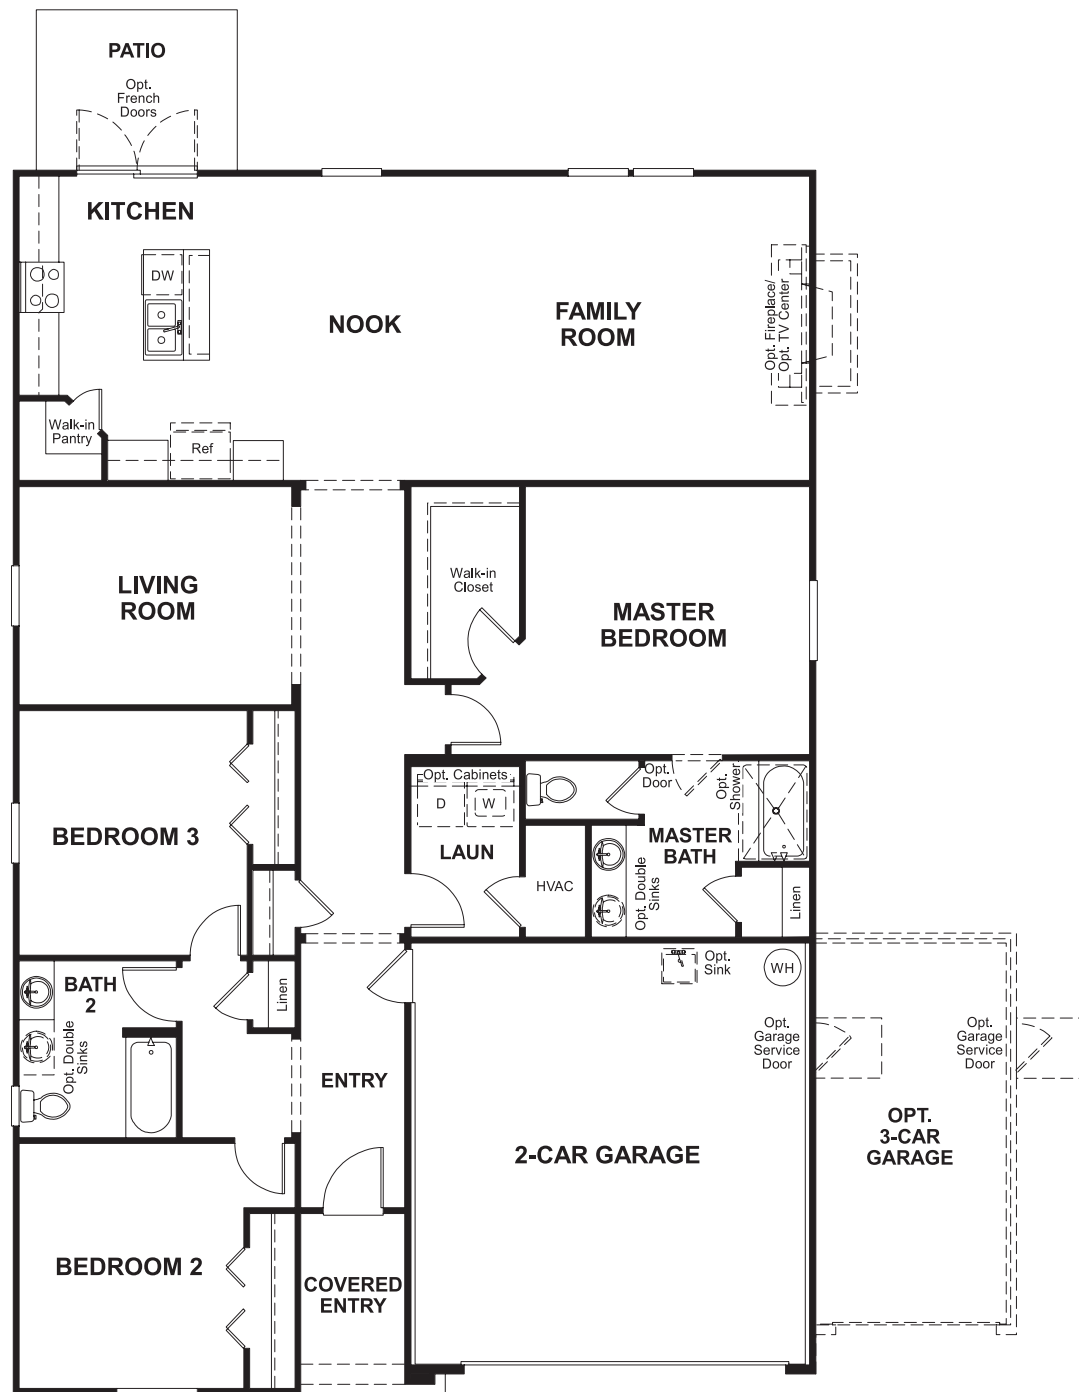 PATIO
Opt.
French
Doors
KITCHEN
DW
NOOK
FAMILY
ROOM
Opt. Fireplace/
Opt. TV Center
Walk-in
Pantry
Ref
LIVING
ROOM
Walk-in
Closet
MASTER
BEDROOM
Opt. Cabinets
D
W
LAUN
Opt.
Door
Opt.
Shower
BEDROOM 3
MASTER
BATH
HVAC
Opt. Double
Sinks
Linen
BATH
2
Opt. Double
Sinks
Linen
Opt.
Sink
WH
Opt.
Garage
Service
Door
Opt.
Garage
Service
Door
ENTRY
2-CAR GARAGE
OPT.
3-CAR
GARAGE
BEDROOM 2
COVERED
ENTRY